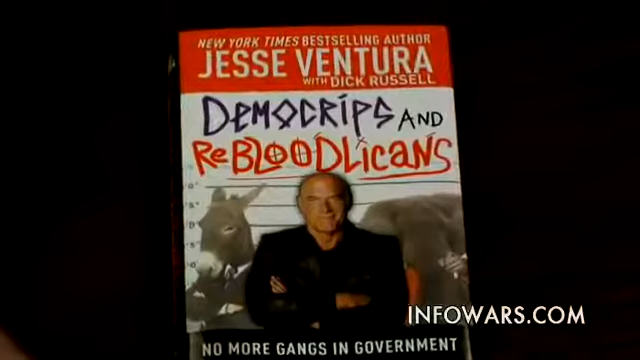 NEW YORK TIMES BESTSELLING AUTHOR
JESSE VENTURA
WITH DICK RUSSELL
DEMOCRIPS AND
ReBLOODLicANS
INFOWARS.COM
NO MORE GANGS IN GOVERNMENT